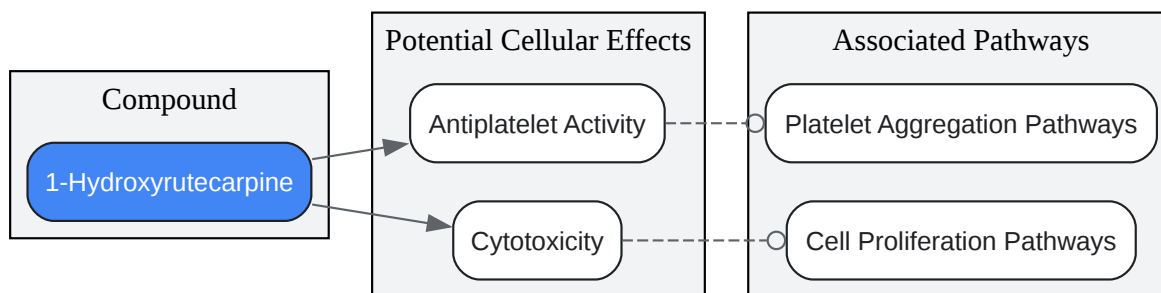 Compound
1-Hydroxyrutecarpine
Potential Cellular Effects
Antiplatelet Activity
Cytotoxicity
Associated Pathways
Platelet Aggregation Pathways
Cell Proliferation Pathways